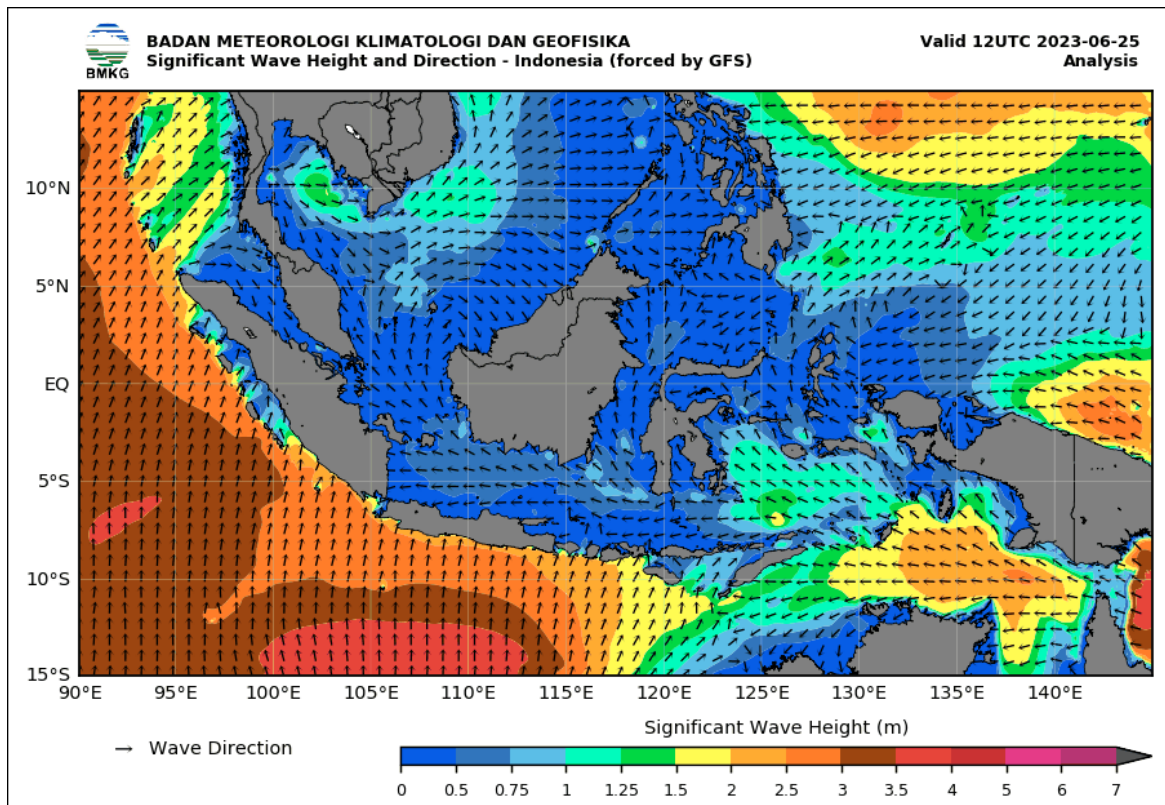 BMKG
BADAN METEOROLOGI KLIMATOLOGI DAN GEOFISIKA
Significant Wave Height and Direction - Indonesia (forced by GFS)
Valid 12UTC 2023-06-25
Analysis
10°N
5°N
EQ
5°S
10°S
15°S
90°E 95°E 100°E 105°E 110°E 115°E 120°E 125°E 130°E 135°E 140°E
→ Wave Direction
Significant Wave Height (m)
0 0.5 0.75 1 1.25 1.5 2 2.5 3 3.5 4 5 6 7